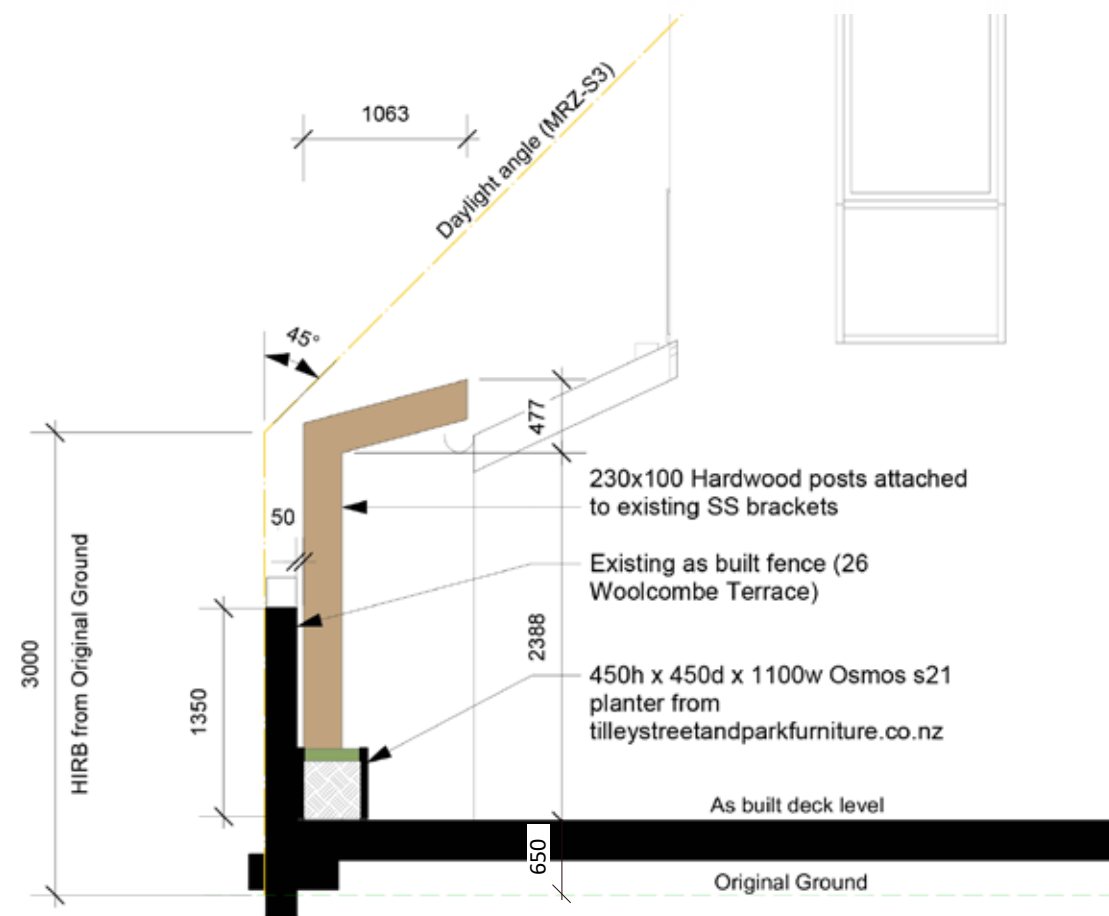 1063
Daylight angle (MRZ-S3)
45°
477
230x100 Hardwood posts attached
to existing SS brackets
50
Existing as built fence (26
Woolcombe Terrace)
3000
HIRB from Original Ground
1350
2388
450h x 450d x 1100w Osmos s21
planter from
tilleystreetandparkfurniture.co.nz
As built deck level
650
Original Ground